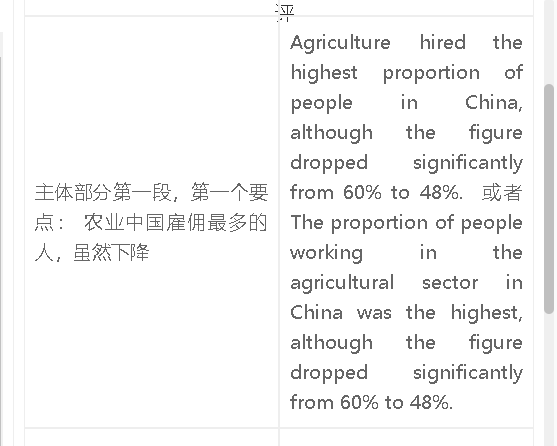 评
主体部分第一段，第一个要
点： 农业中国雇佣最多的
人，虽然下降
Agriculture hired the
highest proportion of
people in China,
although the figure
dropped significantly
from 60% to 48%. 或者
The proportion of people
working in the
agricultural sector in
China was the highest,
although the figure
dropped significantly
from 60% to 48%.